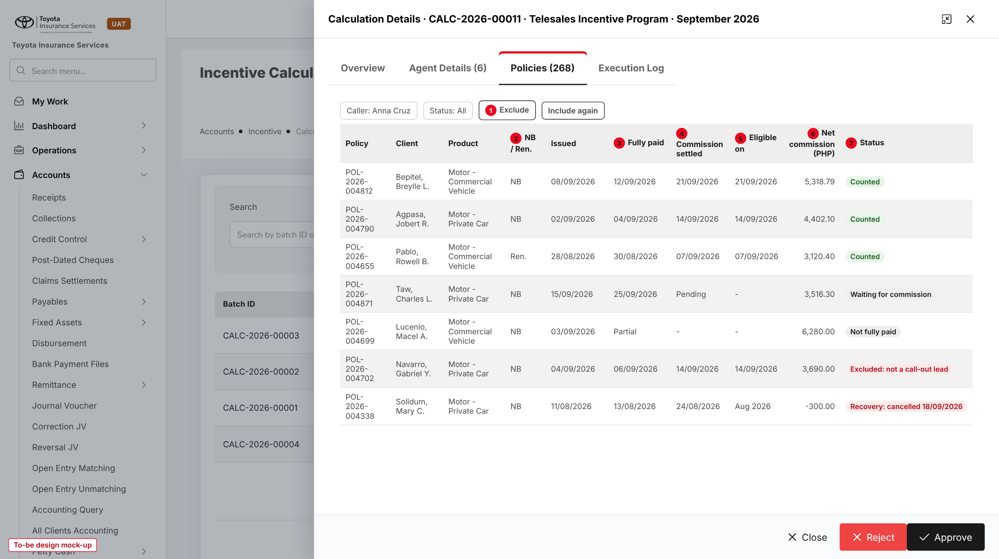 Toyota
Insurance Services
UAT
Toyota Insurance Services
Search menu...
My Work
Dashboard
Operations
Accounts
Receipts
Collections
Credit Control
Post-Dated Cheques
Claims Settlements
Payables
Fixed Assets
Disbursement
Bank Payment Files
Remittance
Journal Voucher
Correction JV
Reversal JV
Open Entry Matching
Open Entry Unmatching
Accounting Query
All Clients Accounting
To-be design mock-up
Petty Cash
Incentive Calcul
Accounts • Incentive • Calcu
Search
Search by batch ID o
Batch ID
CALC-2026-00003
CALC-2026-00002
CALC-2026-00001
CALC-2026-00004
Calculation Details · CALC-2026-00011 · Telesales Incentive Program · September 2026
Overview
Agent Details (6)
Policies (268)
Execution Log
Caller: Anna Cruz
Status: All
1 Exclude
Include again
Policy
Client
Product
2 NB
/ Ren.
Issued
3 Fully paid
4
Commission
settled
5 Eligible
on
6 Net
commission
(PHP)
7 Status
POL-
2026-
004812
Bepitel,
Breylle L.
Motor -
Commercial
Vehicle
NB
08/09/2026
12/09/2026
21/09/2026
21/09/2026
5,318.79
Counted
POL-
2026-
004790
Agpasa,
Jobert R.
Motor -
Private Car
NB
02/09/2026
04/09/2026
14/09/2026
14/09/2026
4,402.10
Counted
POL-
2026-
004655
Pablo,
Rowell B.
Motor -
Commercial
Vehicle
Ren.
28/08/2026
30/08/2026
07/09/2026
07/09/2026
3,120.40
Counted
POL-
2026-
004871
Taw,
Charles L.
Motor -
Private Car
NB
15/09/2026
25/09/2026
Pending
-
3,516.30
Waiting for commission
POL-
2026-
004699
Lucenio,
Macel A.
Motor -
Commercial
Vehicle
NB
03/09/2026
Partial
-
-
6,280.00
Not fully paid
POL-
2026-
004702
Navarro,
Gabriel Y.
Motor -
Private Car
NB
04/09/2026
06/09/2026
14/09/2026
14/09/2026
3,690.00
Excluded: not a call-out lead
POL-
2026-
004338
Solidum,
Mary C.
Motor -
Private Car
NB
11/08/2026
13/08/2026
24/08/2026
Aug 2026
-300.00
Recovery: cancelled 18/09/2026
Close
Reject
Approve